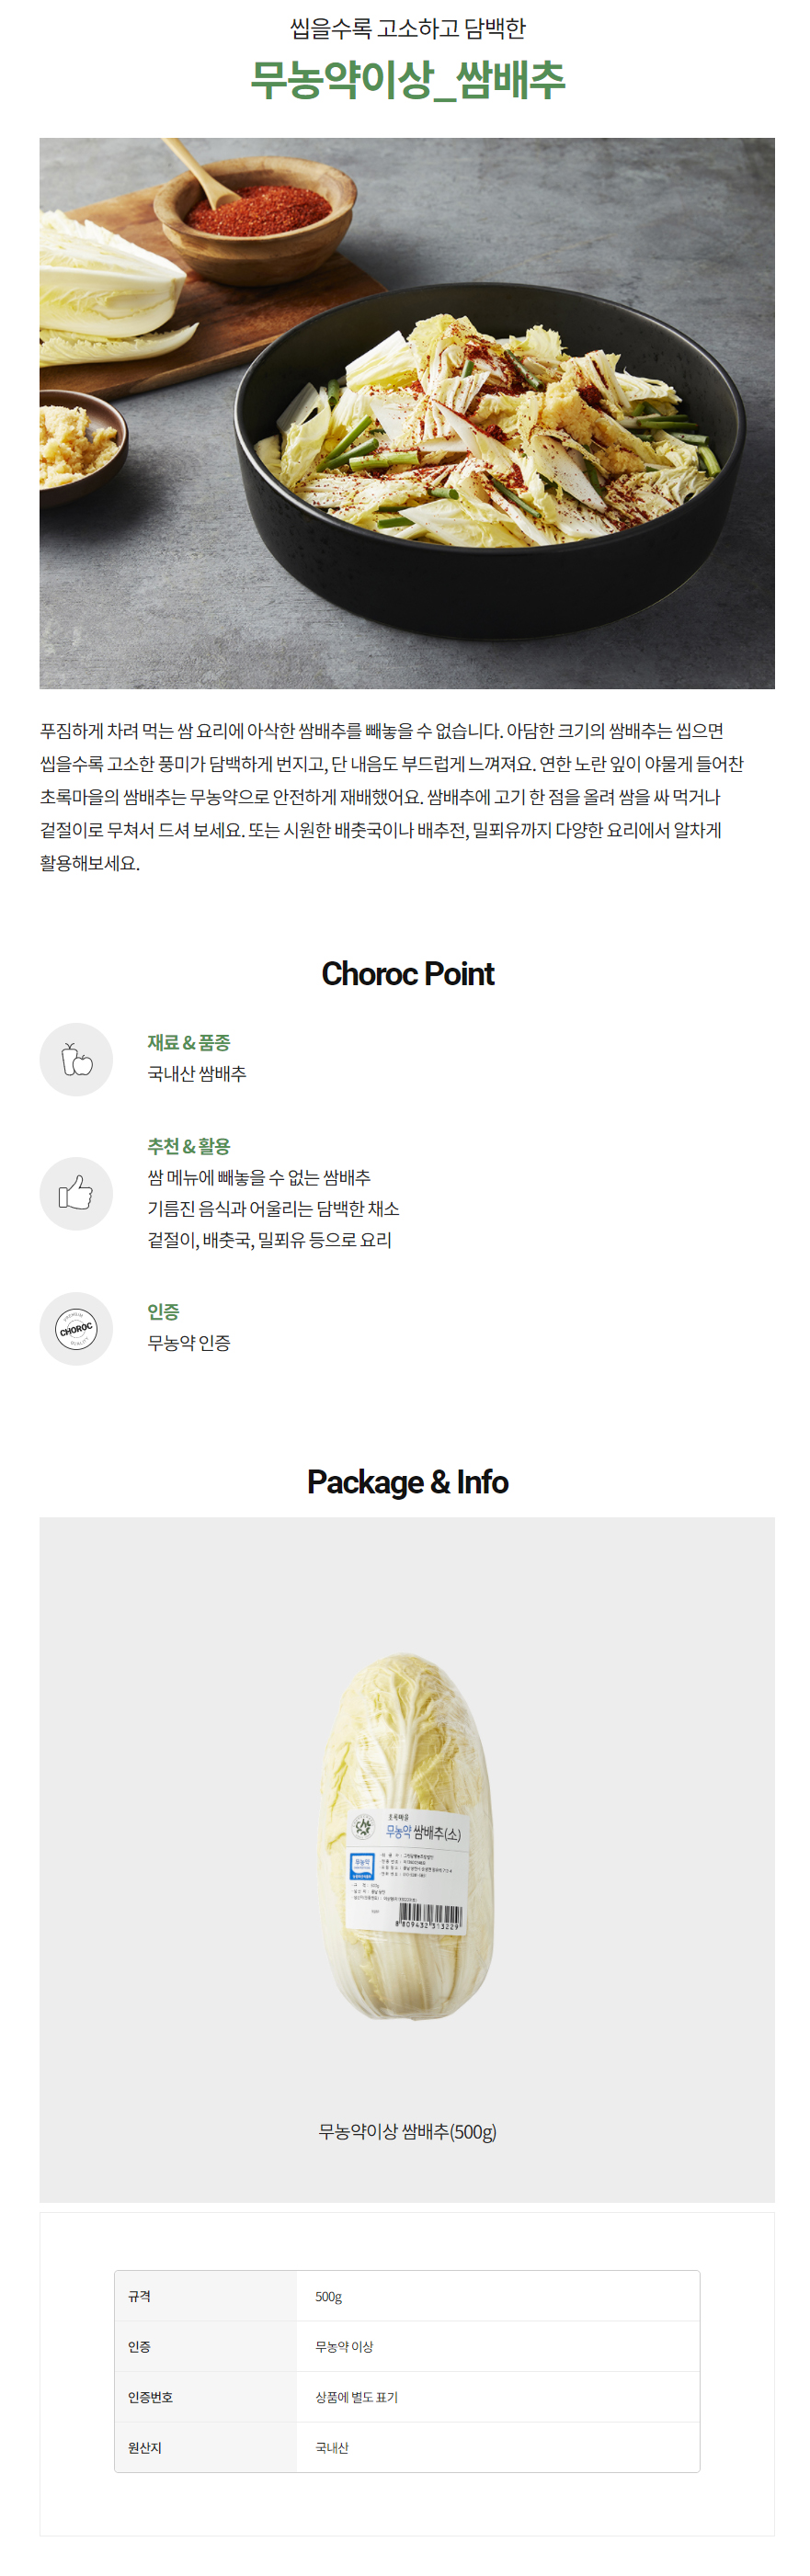 씹을수록 고소하고 담백한
무농약이상_쌈배추
푸짐하게 차려 먹는 쌈 요리에 아삭한 쌈배추를 빼놓을 수 없습니다. 아담한 크기의 쌈배추는 씹으면
씹을수록 고소한 풍미가 담백하게 번지고, 단 내음도 부드럽게 느껴져요. 연한 노란 잎이 야물게 들어찬
초록마을의 쌈배추는 무농약으로 안전하게 재배했어요. 쌈배추에 고기 한 점을 올려 쌈을 싸 먹거나
겉절이로 무쳐서 드셔 보세요. 또는 시원한 배춧국이나 배추전, 밀푀유까지 다양한 요리에서 알차게
활용해보세요.
Choroc Point
재료 & 품종
국내산 쌈배추
추천 & 활용
쌈 메뉴에 빼놓을 수 없는 쌈배추
기름진 음식과 어울리는 담백한 채소
겉절이, 배춧국, 밀푀유 등으로 요리
PREMIUM
CHOROC
QUALITY
인증
무농약 인증
Package & Info
초록마을
무농약 쌈배추(소)
무농약
8 809432 313229
무농약이상 쌈배추(500g)
규격 500g
인증 무농약 이상
인증번호 상품에 별도 표기
원산지 국내산